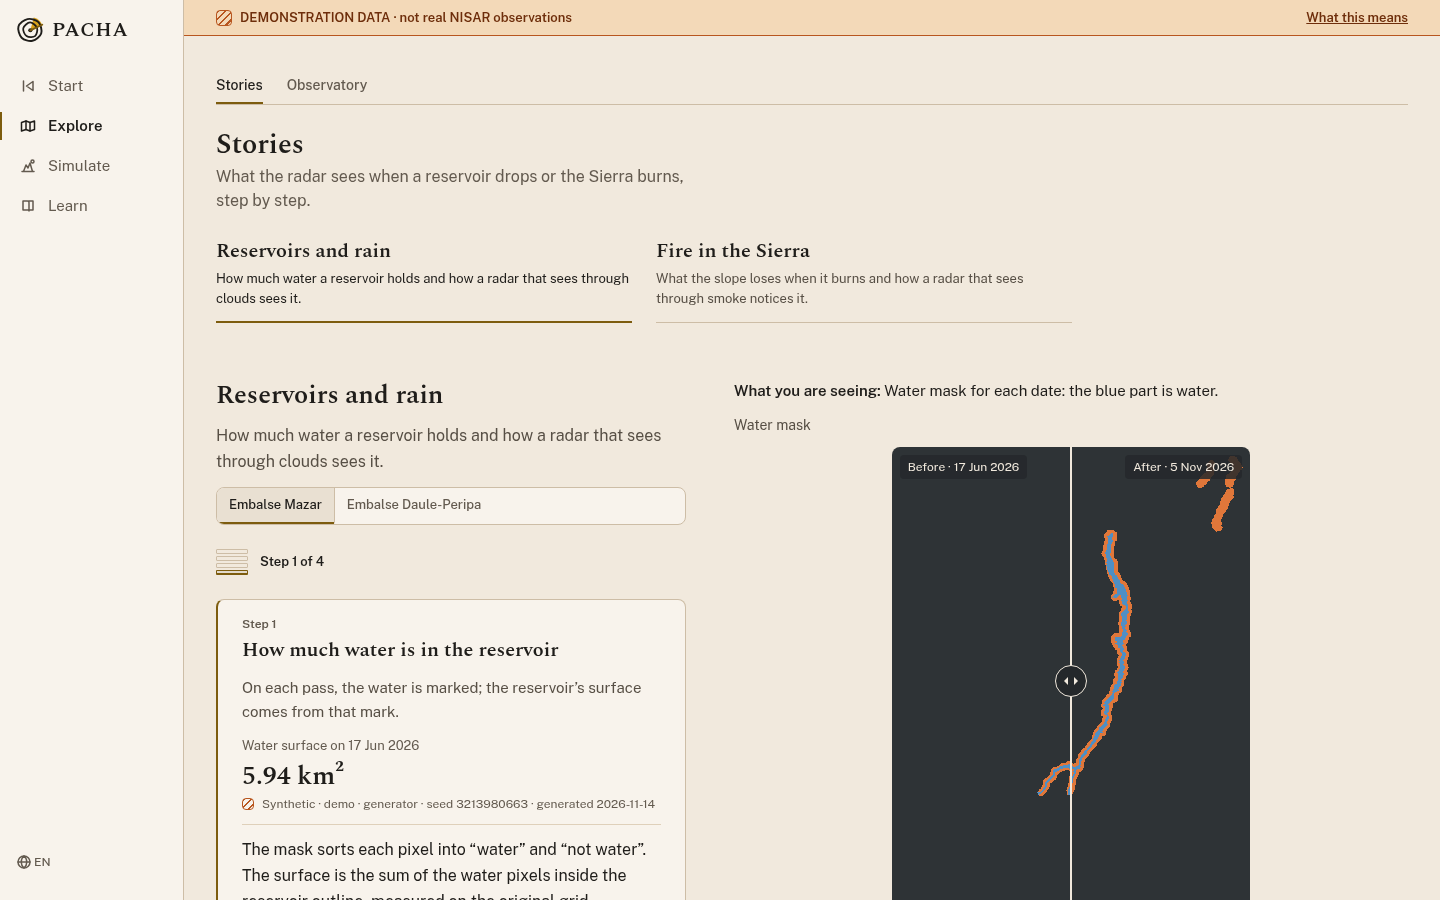 PACHA
Start
Explore
Simulate
Learn
EN
DEMONSTRATION DATA · not real NISAR observations
What this means
Stories
Observatory
Stories
What the radar sees when a reservoir drops or the Sierra burns,
step by step.
Reservoirs and rain
How much water a reservoir holds and how a radar that sees through
clouds sees it.
Fire in the Sierra
What the slope loses when it burns and how a radar that sees
through smoke notices it.
Reservoirs and rain
How much water a reservoir holds and how a radar that sees
through clouds sees it.
Embalse Mazar
Embalse Daule-Peripa
Step 1 of 4
Step 1
How much water is in the reservoir
On each pass, the water is marked; the reservoir’s surface
comes from that mark.
Water surface on 17 Jun 2026
5.94 km²
Synthetic · demo · generator · seed 3213980663 · generated 2026-11-14
The mask sorts each pixel into “water” and “not water”.
The surface is the sum of the water pixels inside the
reservoir outline, measured on the original grid.
What you are seeing: Water mask for each date: the blue part is water.
Water mask
Before · 17 Jun 2026
After · 5 Nov 2026